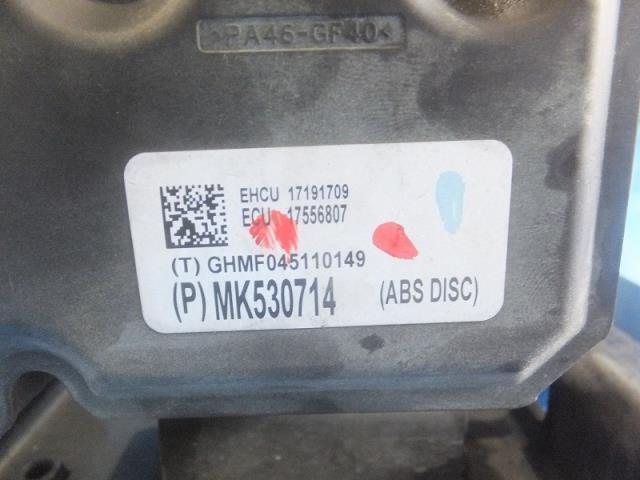 >PA46-GF40<
EHCU 17191709
ECU 17556807
(T) GHMF045110149
(P) MK530714 (ABS DISC)